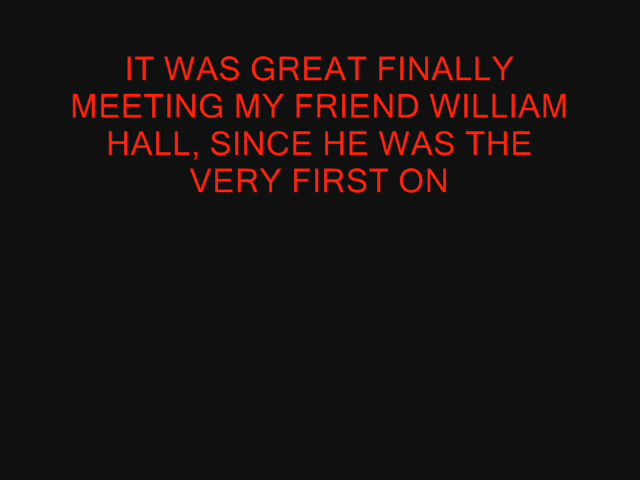 IT WAS GREAT FINALLY
MEETING MY FRIEND WILLIAM
HALL, SINCE HE WAS THE
VERY FIRST ON